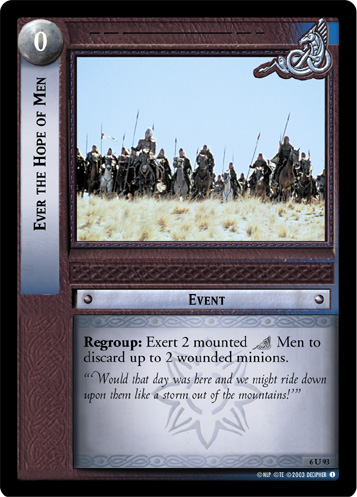 0
EVER THE HOPE OF MEN
EVENT
Regroup: Exert 2 mounted Men to
discard up to 2 wounded minions.
"‘Would that day was here and we might ride down
upon them like a storm out of the mountains!’"
6 U 93
©NLP ©TE ©2003 DECIPHER 1